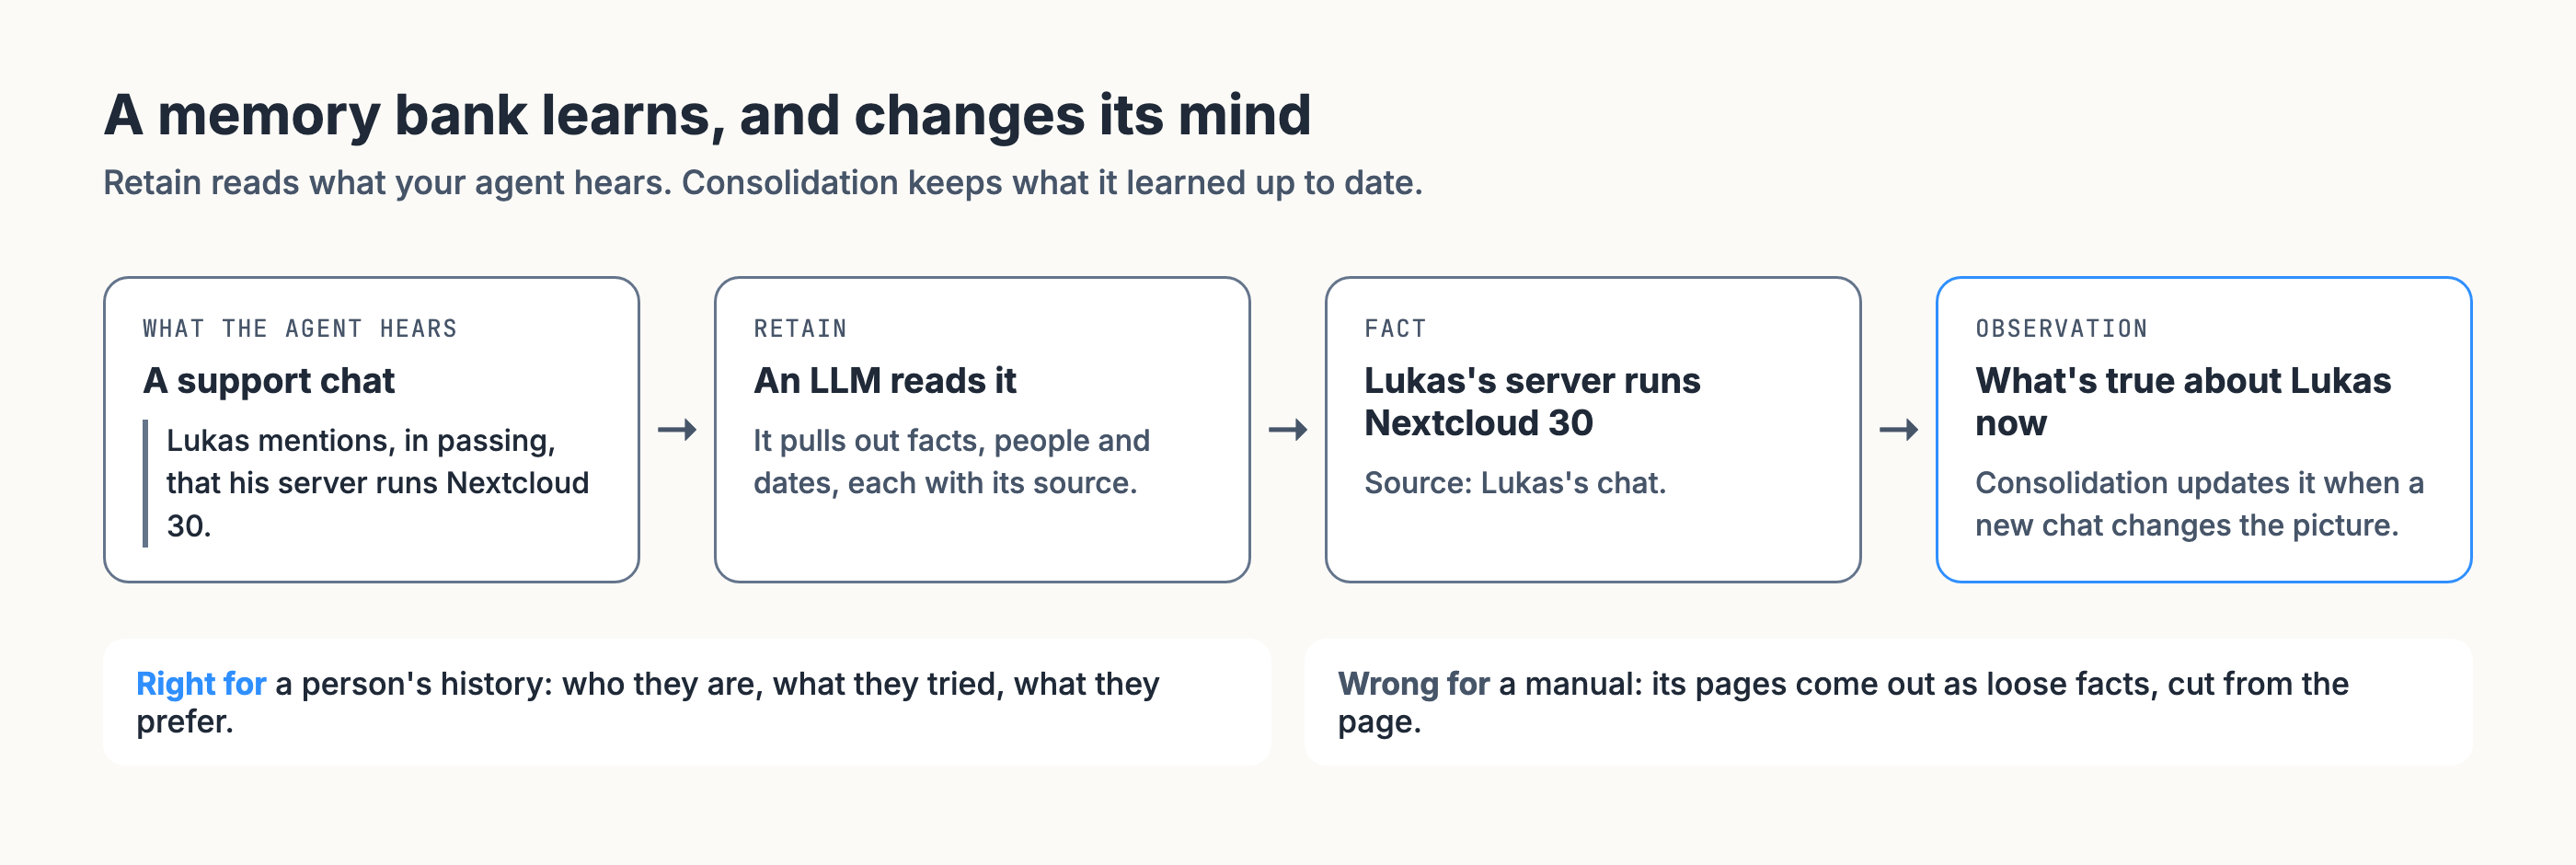 A memory bank learns, and changes its mind
Retain reads what your agent hears. Consolidation keeps what it learned up to date.
WHAT THE AGENT HEARS
A support chat
Lukas mentions, in passing,
that his server runs Nextcloud
30.
RETAIN
An LLM reads it
It pulls out facts, people and
dates, each with its source.
FACT
Lukas's server runs
Nextcloud 30
Source: Lukas's chat.
OBSERVATION
What's true about Lukas
now
Consolidation updates it when a
new chat changes the picture.
Right for a person's history: who they are, what they tried, what they
prefer.
Wrong for a manual: its pages come out as loose facts, cut from the
page.